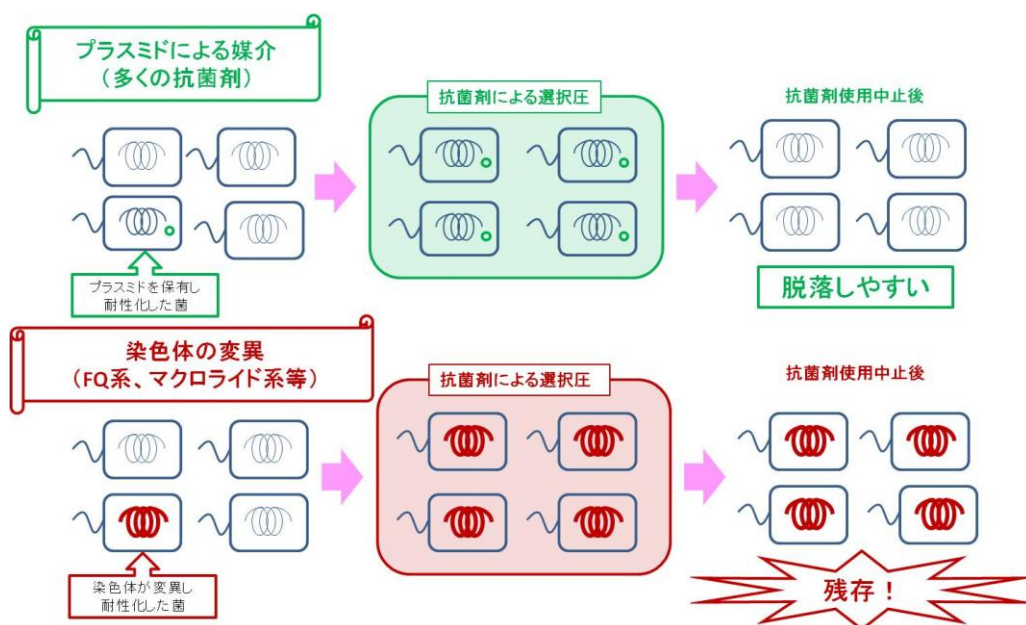 プラスミドによる媒介
（多くの抗菌剤）
抗菌剤による選択圧
抗菌剤使用中止後
プラスミドを保有し
耐性化した菌
脱落しやすい
染色体の変異
（FQ系、マクロライド系等）
抗菌剤による選択圧
抗菌剤使用中止後
染色体が変異し
耐性化した菌
残存！